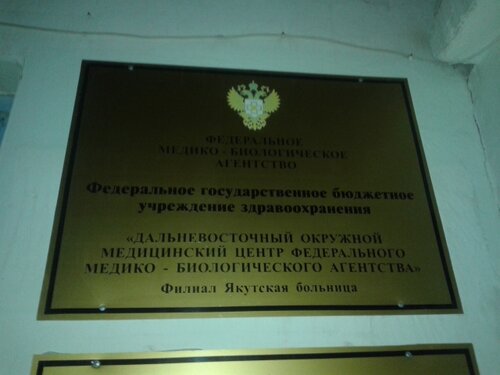 ФЕДЕРАЛЬНОЕ
МЕДИКО - БИОЛОГИЧЕСКОЕ
АГЕНТСТВО
Федеральное государственное бюджетное
учреждение здравоохранения
«ДАЛЬНЕВОСТОЧНЫЙ ОКРУЖНОЙ
МЕДИЦИНСКИЙ ЦЕНТР ФЕДЕРАЛЬНОГО
МЕДИКО - БИОЛОГИЧЕСКОГО АГЕНТСТВА»
Филиал Якутская больница